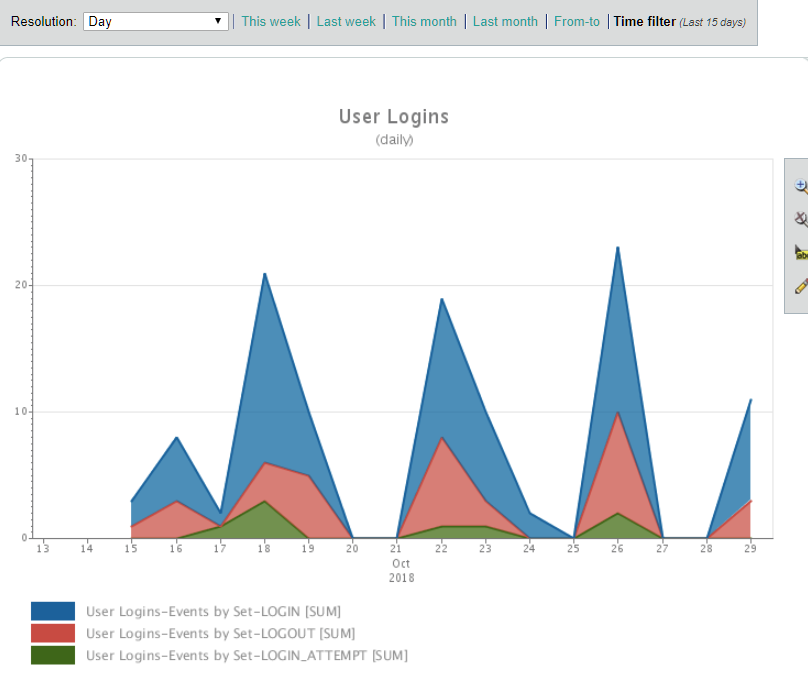 Resolution: Day ▼ | This week | Last week | This month | Last month | From-to | Time filter (Last 15 days)
User Logins
(daily)
30
20
10
0
13 14 15 16 17 18 19 20 21 22 23 24 25 26 27 28 29
Oct
2018
User Logins-Events by Set-LOGIN [SUM]
User Logins-Events by Set-LOGOUT [SUM]
User Logins-Events by Set-LOGIN_ATTEMPT [SUM]